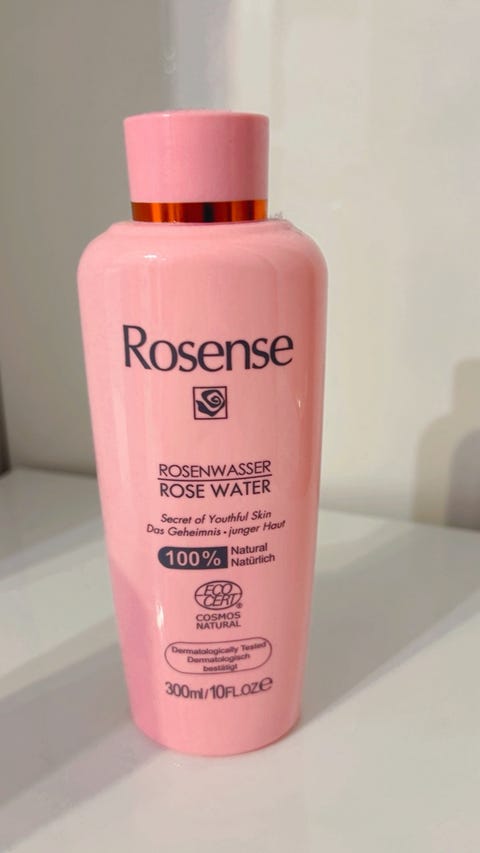 Rosense
ROSENWASSER
ROSE WATER
Secret of Youthful Skin
Das Geheimnis - junger Haut
100% Natural
Natürlich
ECO
CERT®
COSMOS
NATURAL
Dermatologically Tested
Dermatologisch
bestätigt
300ml/10FL.OZ℮